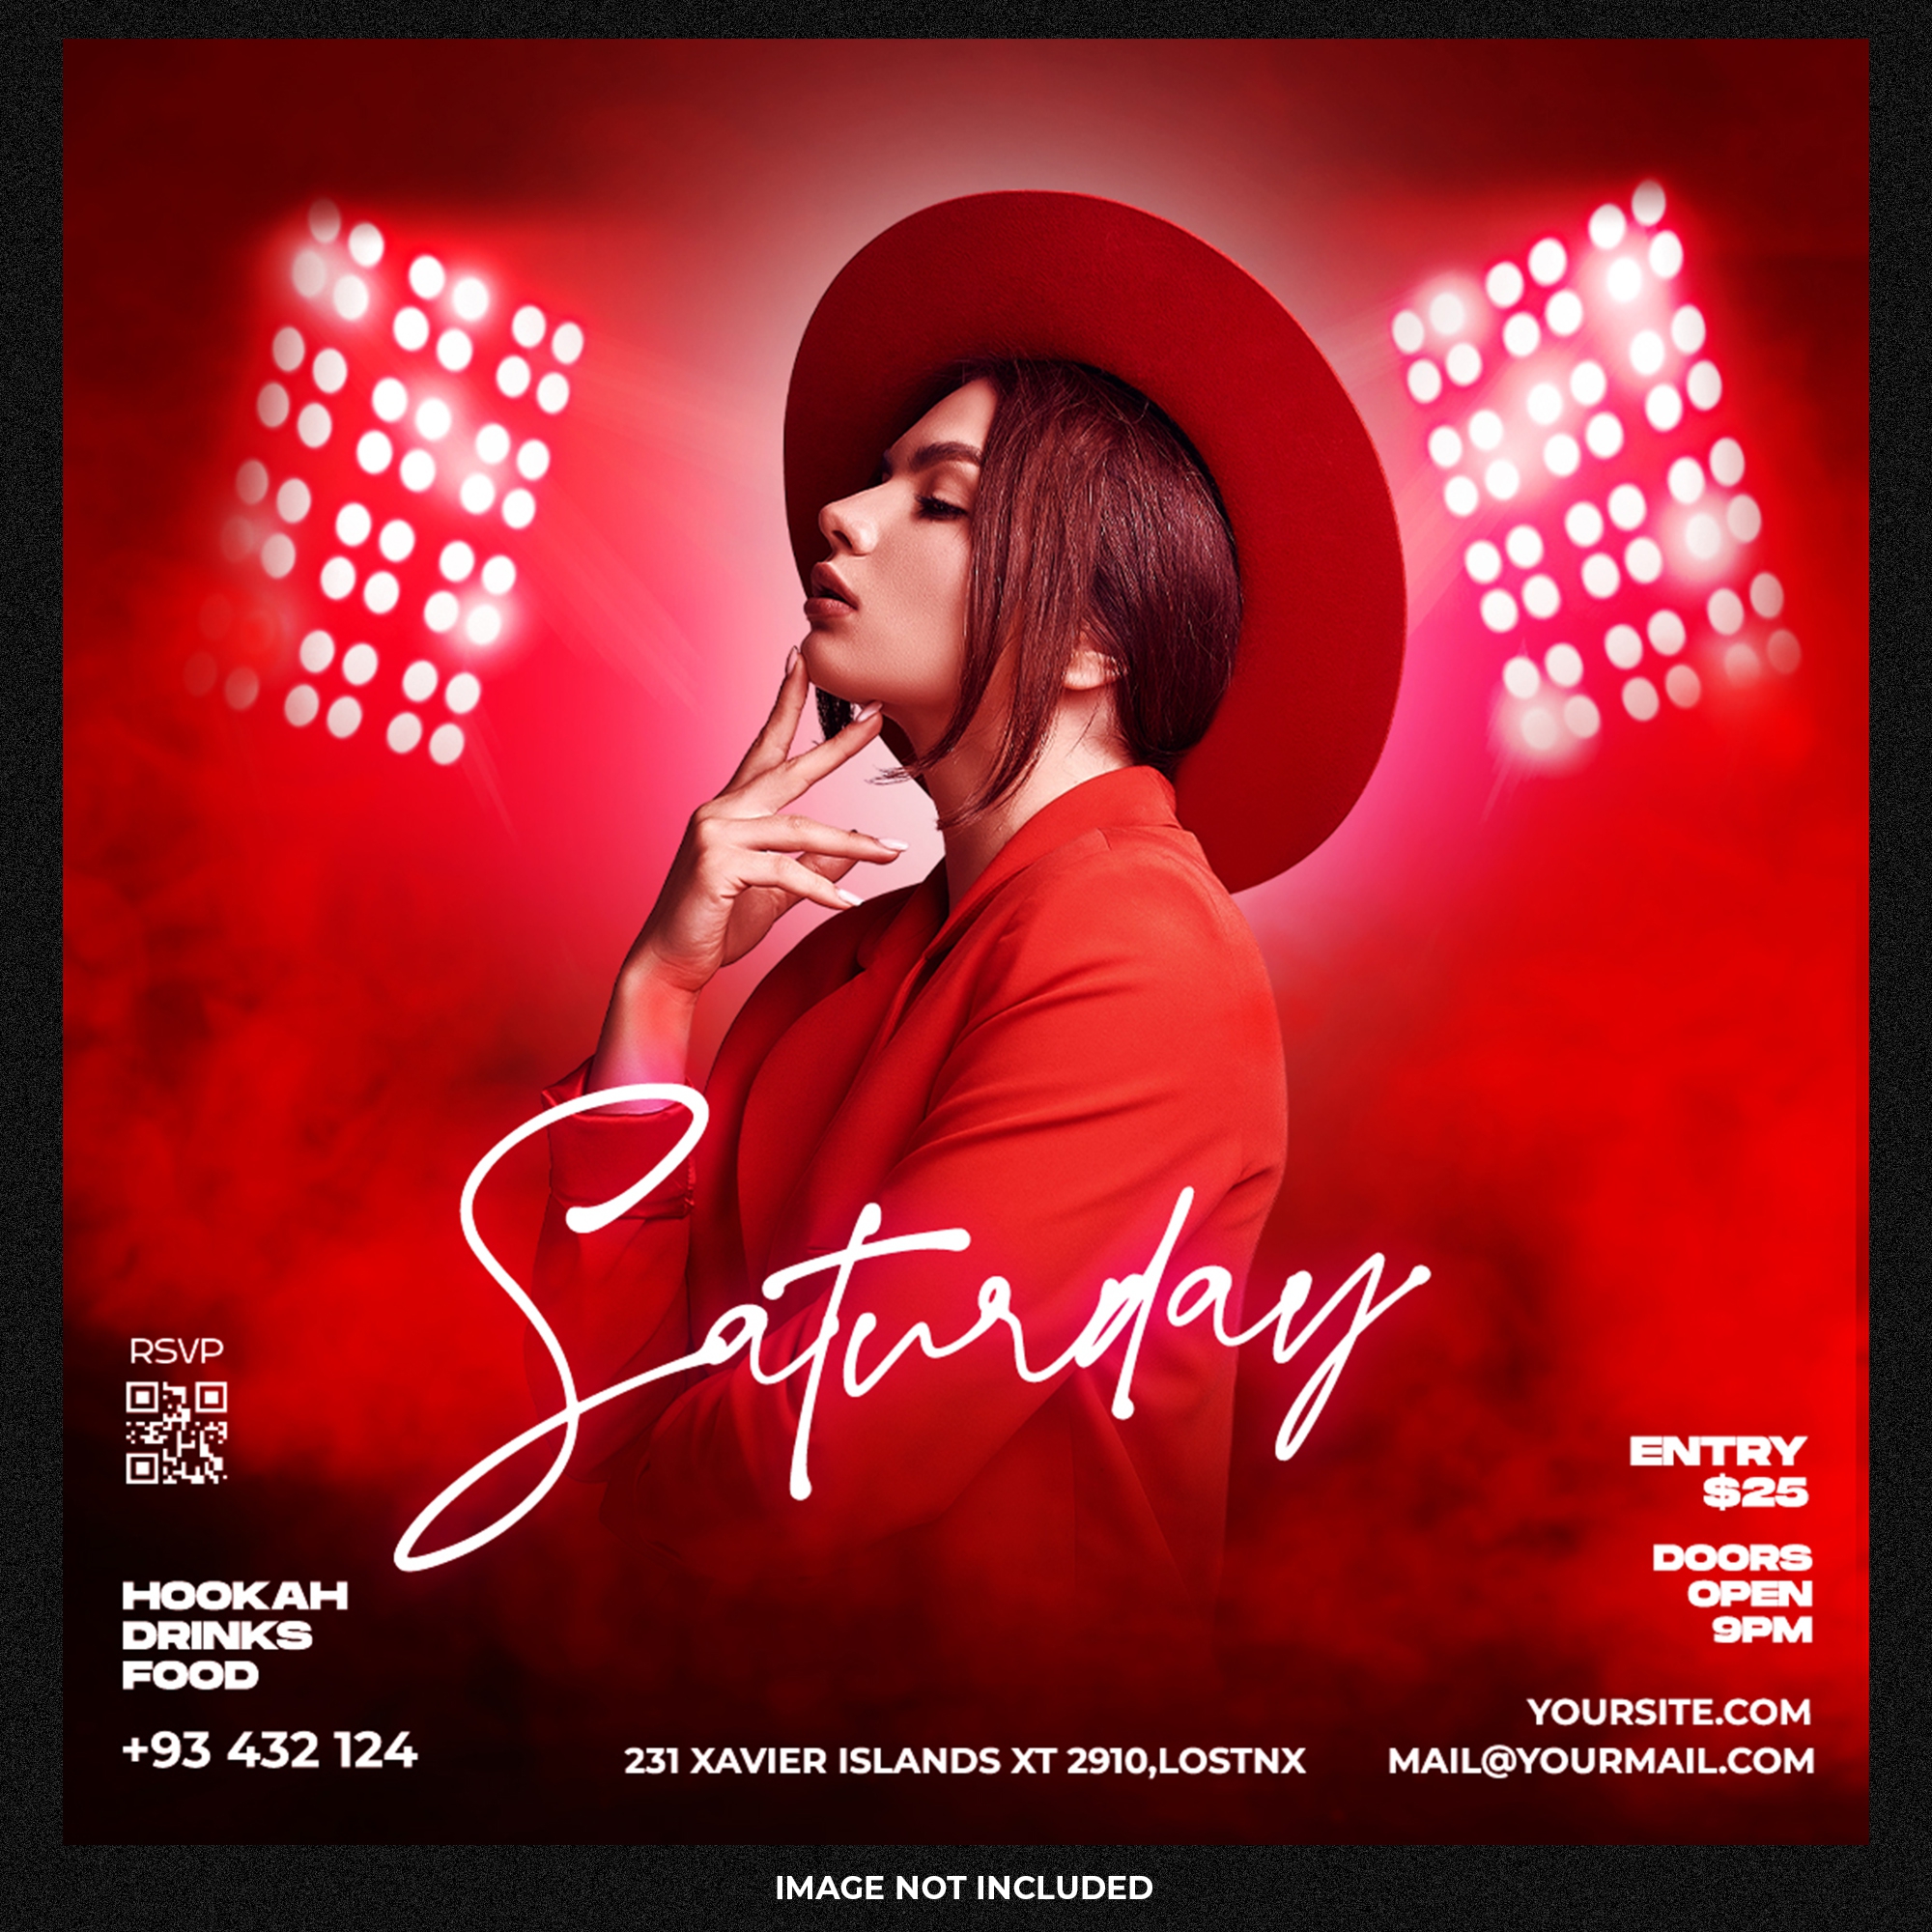 Saturday
RSVP
HOOKAH
DRINKS
FOOD
+93 432 124
231 XAVIER ISLANDS XT 2910,LOSTNX
ENTRY
$25
DOORS
OPEN
9PM
YOURSITE.COM
MAIL@YOURMAIL.COM
IMAGE NOT INCLUDED